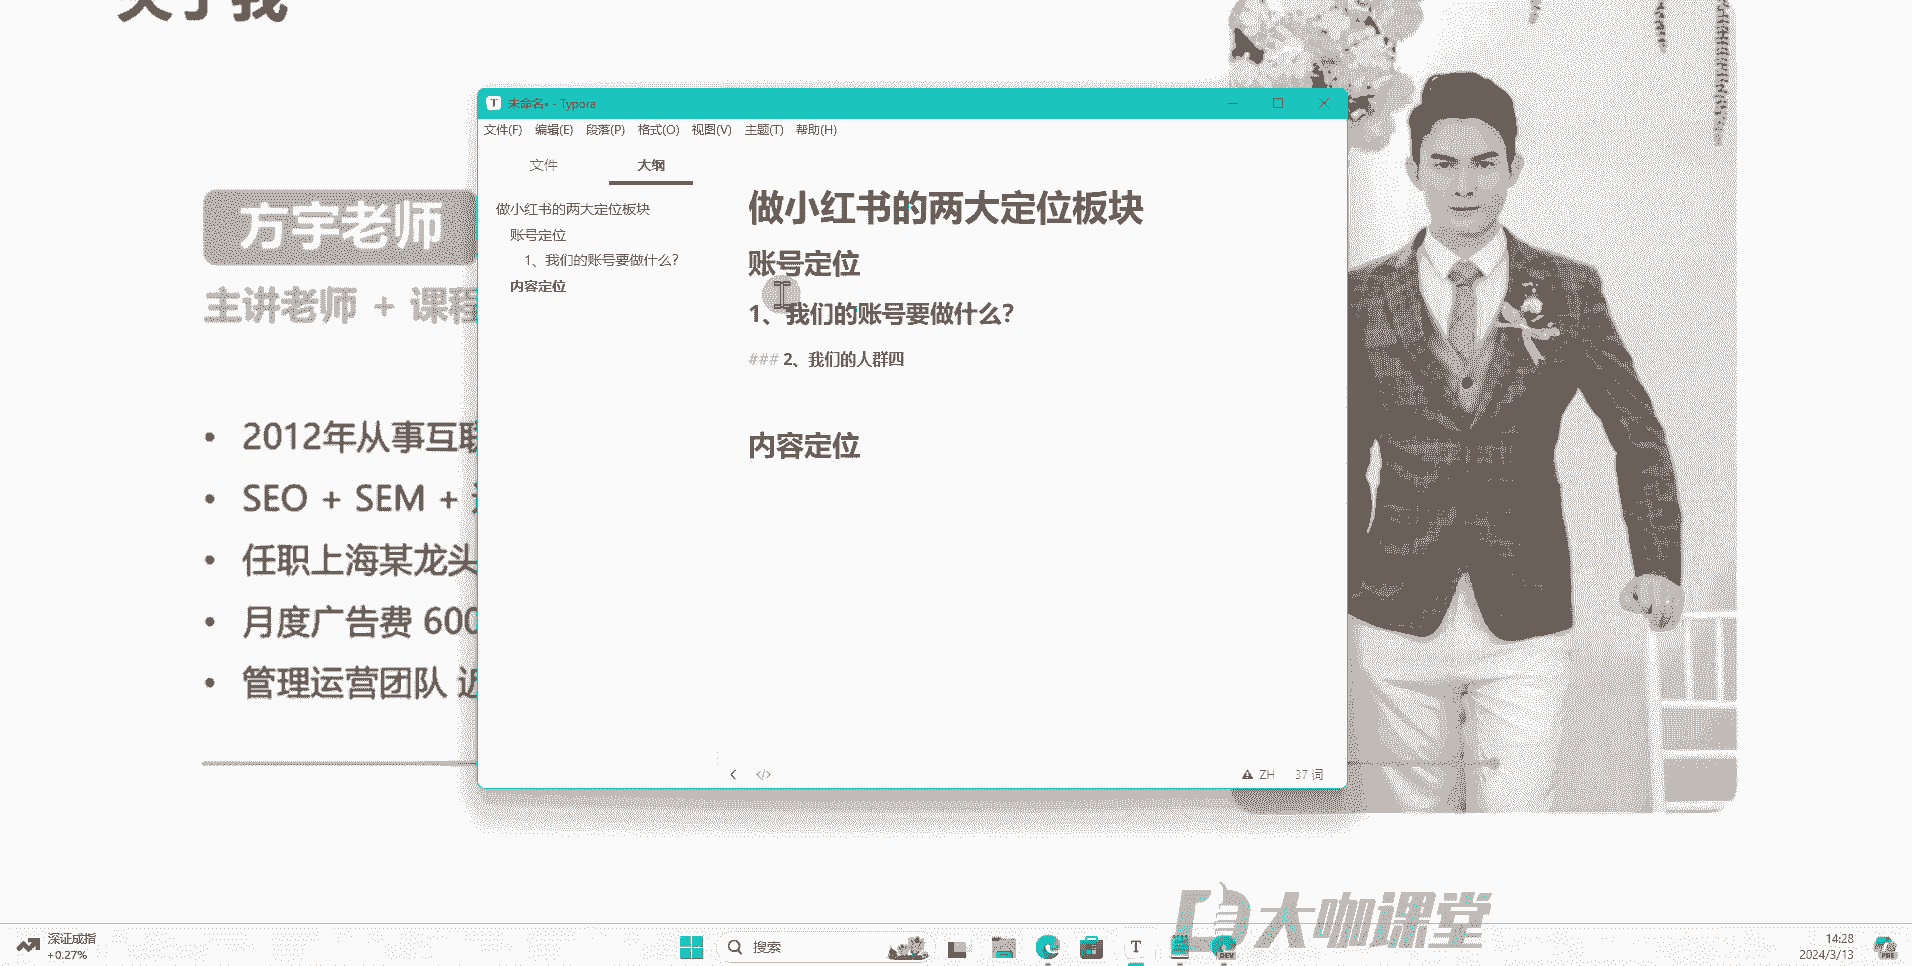 关于我
方宇老师
主讲老师 + 课程
2012年从事互联
SEO + SEM +
任职上海某龙头
月度广告费 600
管理运营团队 近
未命名• - Typora
文件(F) 编辑(E) 段落(P) 格式(O) 视图(V) 主题(T) 帮助(H)
文件 大纲
做小红书的两大定位板块
账号定位
1、我们的账号要做什么?
内容定位
做小红书的两大定位板块
账号定位
1、我们的账号要做什么?
### 2、我们的人群四
内容定位
</>
ZH 37 词
大咖课堂
深证成指
+0.27%
搜索
T
DEV
14:28
2024/3/13
PRE